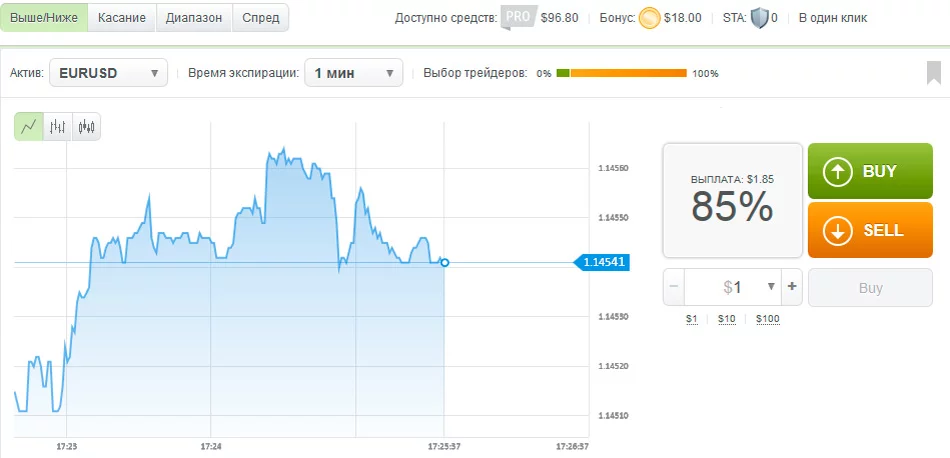 Выше/Ниже Касание Диапазон Спред Доступно средств: PRO $96.80 Бонус: $18.00 STA: 0 В один клик
Актив: EURUSD Время экспирации: 1 мин Выбор трейдеров: 0% 100%
1.14560
1.14550
1.14541
1.14530
1.14520
1.14510
17:23 17:24 17:25:37 17:26:37
ВЫПЛАТА: $1.85
85%
BUY
SELL
− $1 + Buy
$1 $10 $100